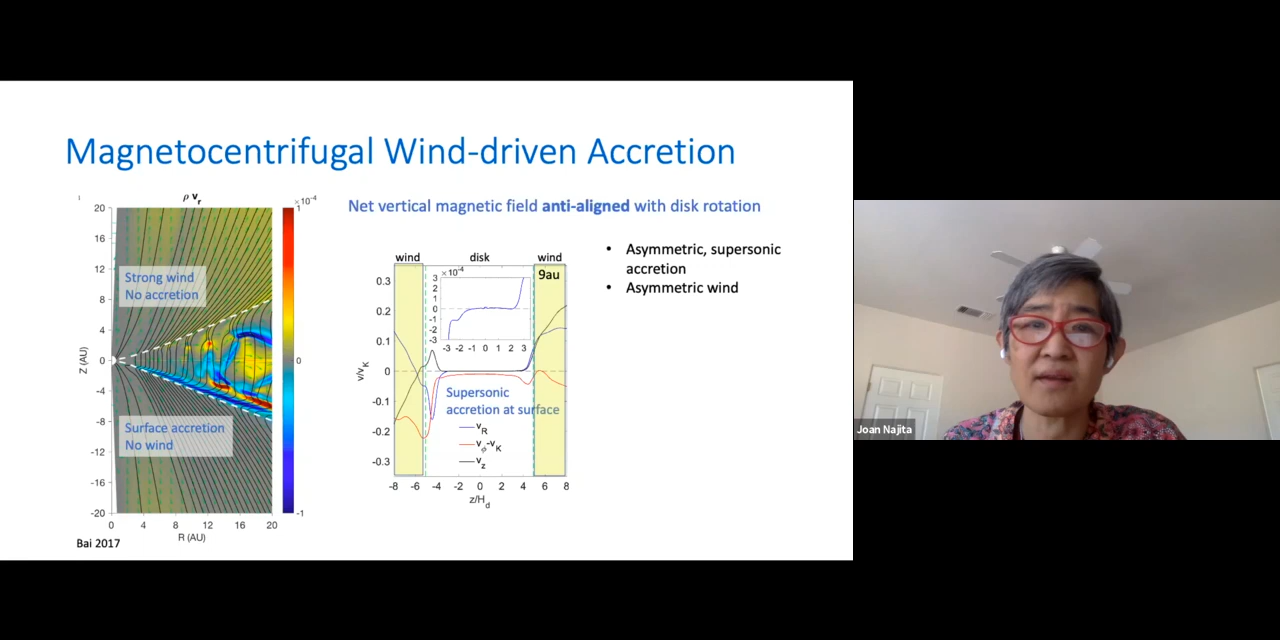 Magnetocentrifugal Wind-driven Accretion
ρ v_r
×10^-4
20
16
12
8
4
0
-4
-8
-12
-16
-20
Z (AU)
Strong wind
No accretion
Surface accretion
No wind
0 4 8 12 16 20
R (AU)
1
0
-1
Bai 2017
Net vertical magnetic field anti-aligned with disk rotation
wind disk wind
9au
×10^-4
3
2
1
0
-1
-2
-3
-3 -2 -1 0 1 2 3
0.3
0.2
0.1
0
-0.1
-0.2
-0.3
v/v_K
Supersonic
accretion at surface
v_R
v_φ-v_K
v_z
-8 -6 -4 -2 0 2 4 6 8
z/H_d
• Asymmetric, supersonic
accretion
• Asymmetric wind
Joan Najita